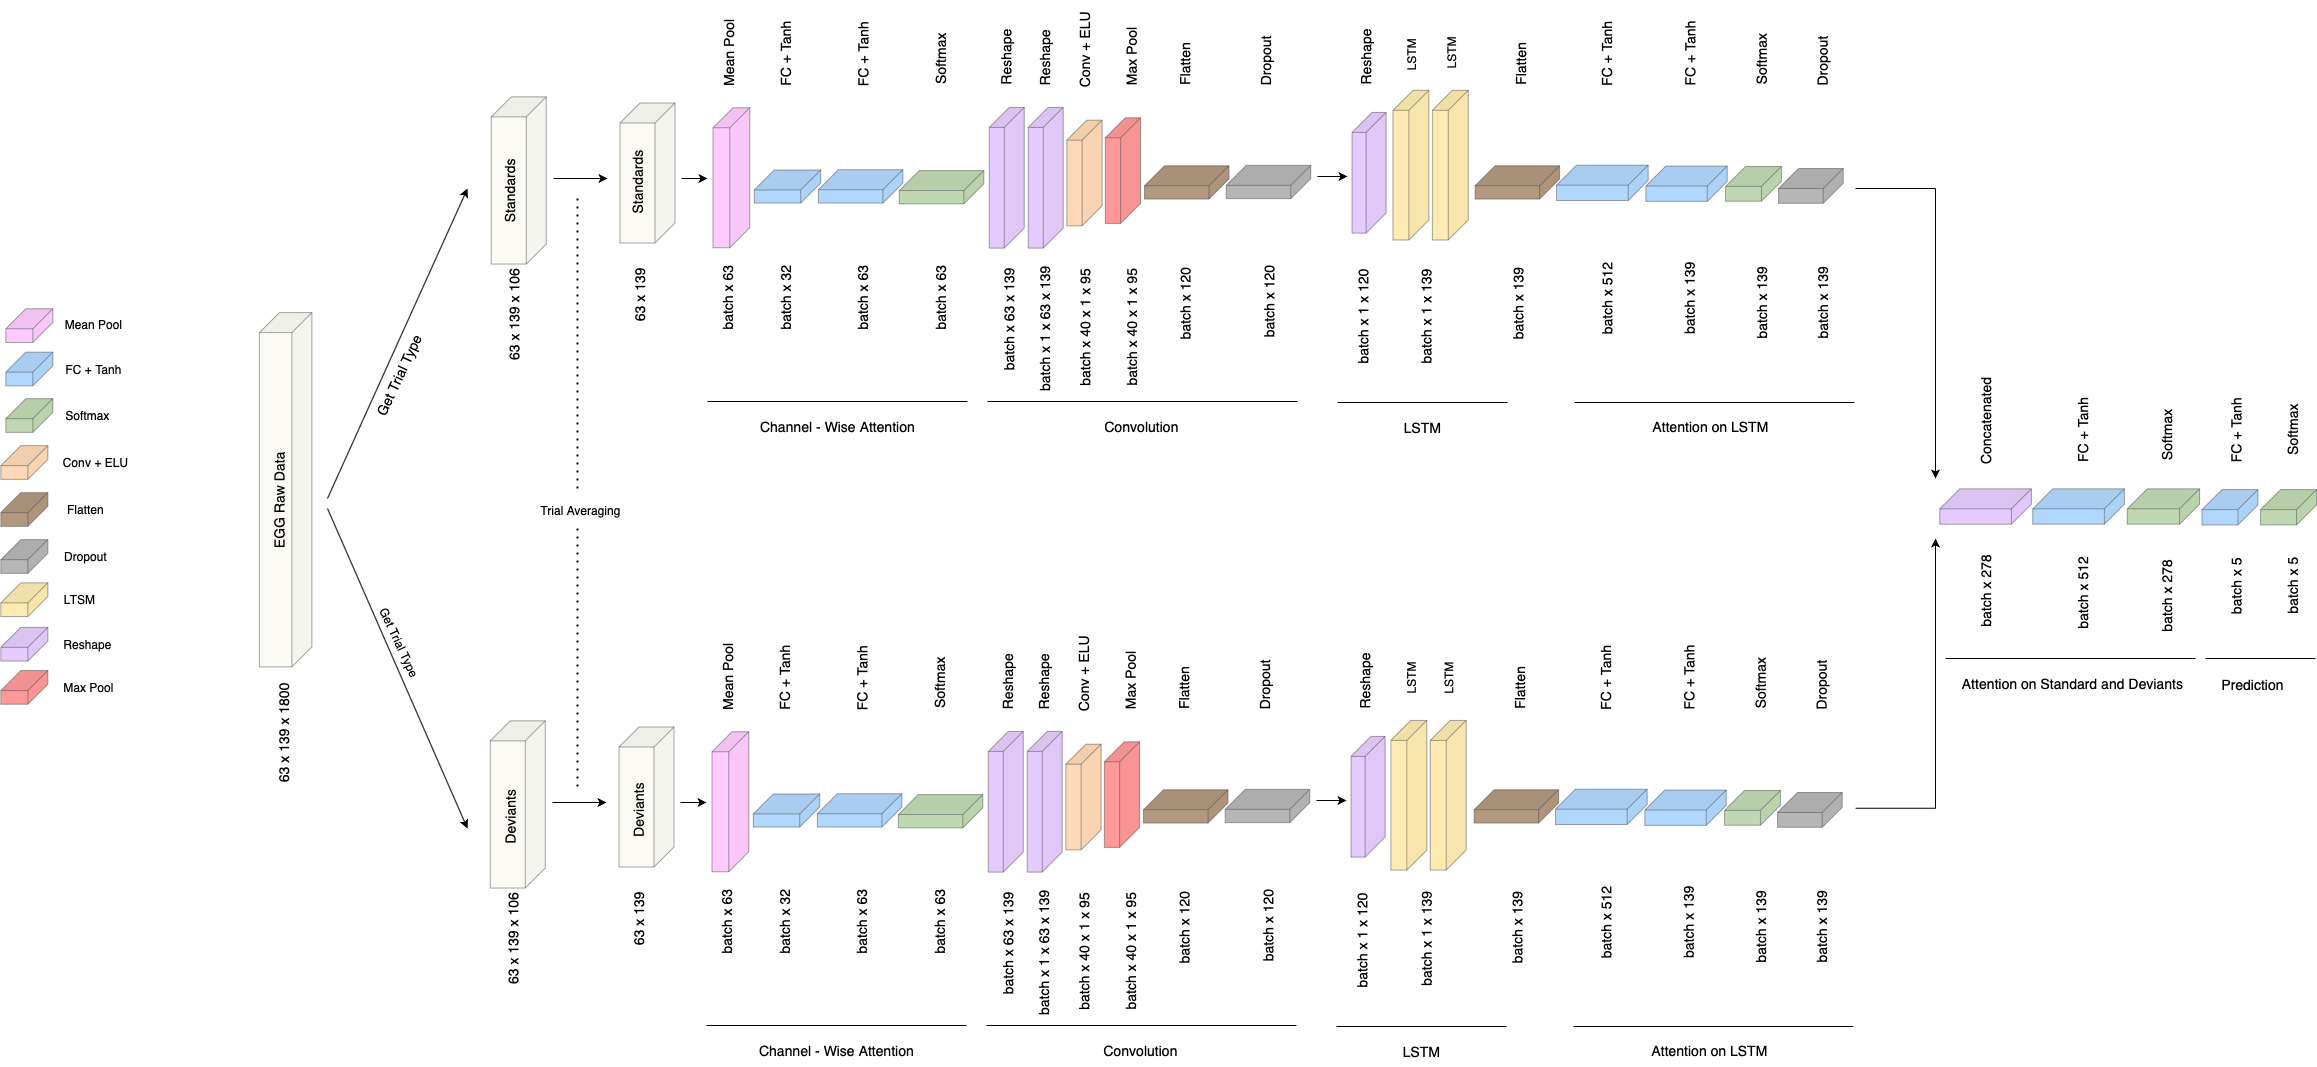 Mean Pool
FC + Tanh
Softmax
Conv + ELU
Flatten
Dropout
LTSM
Reshape
Max Pool
EGG Raw Data
63 x 139 x 1800
Get Trial Type
Get Trial Type
Standards
63 x 139 x 106
Trial Averaging
Standards
63 x 139
Mean Pool
FC + Tanh
FC + Tanh
Softmax
Reshape
Reshape
Conv + ELU
Max Pool
Flatten
Dropout
Reshape
LSTM
LSTM
Flatten
FC + Tanh
FC + Tanh
Softmax
Dropout
batch x 63
batch x 32
batch x 63
batch x 63
batch x 63 x 139
batch x 1 x 63 x 139
batch x 40 x 1 x 95
batch x 40 x 1 x 95
batch x 120
batch x 120
batch x 1 x 120
batch x 1 x 139
batch x 139
batch x 512
batch x 139
batch x 139
batch x 139
Channel - Wise Attention
Convolution
LSTM
Attention on LSTM
Deviants
63 x 139 x 106
Deviants
63 x 139
Mean Pool
FC + Tanh
FC + Tanh
Softmax
Reshape
Reshape
Conv + ELU
Max Pool
Flatten
Dropout
Reshape
LSTM
LSTM
Flatten
FC + Tanh
FC + Tanh
Softmax
Dropout
batch x 63
batch x 32
batch x 63
batch x 63
batch x 63 x 139
batch x 1 x 63 x 139
batch x 40 x 1 x 95
batch x 40 x 1 x 95
batch x 120
batch x 120
batch x 1 x 120
batch x 1 x 139
batch x 139
batch x 512
batch x 139
batch x 139
batch x 139
Channel - Wise Attention
Convolution
LSTM
Attention on LSTM
Concatenated
FC + Tanh
Softmax
FC + Tanh
Softmax
batch x 278
batch x 512
batch x 278
batch x 5
batch x 5
Attention on Standard and Deviants
Prediction